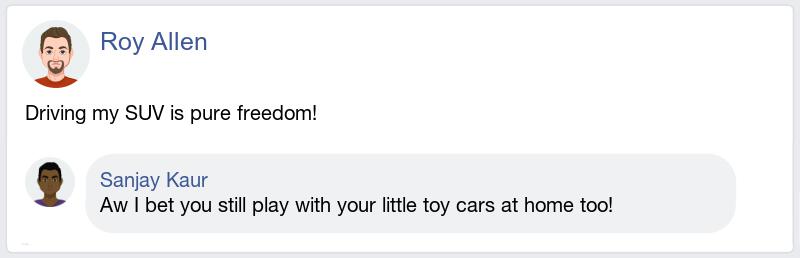 Roy Allen
Driving my SUV is pure freedom!
Sanjay Kaur
Aw I bet you still play with your little toy cars at home too!